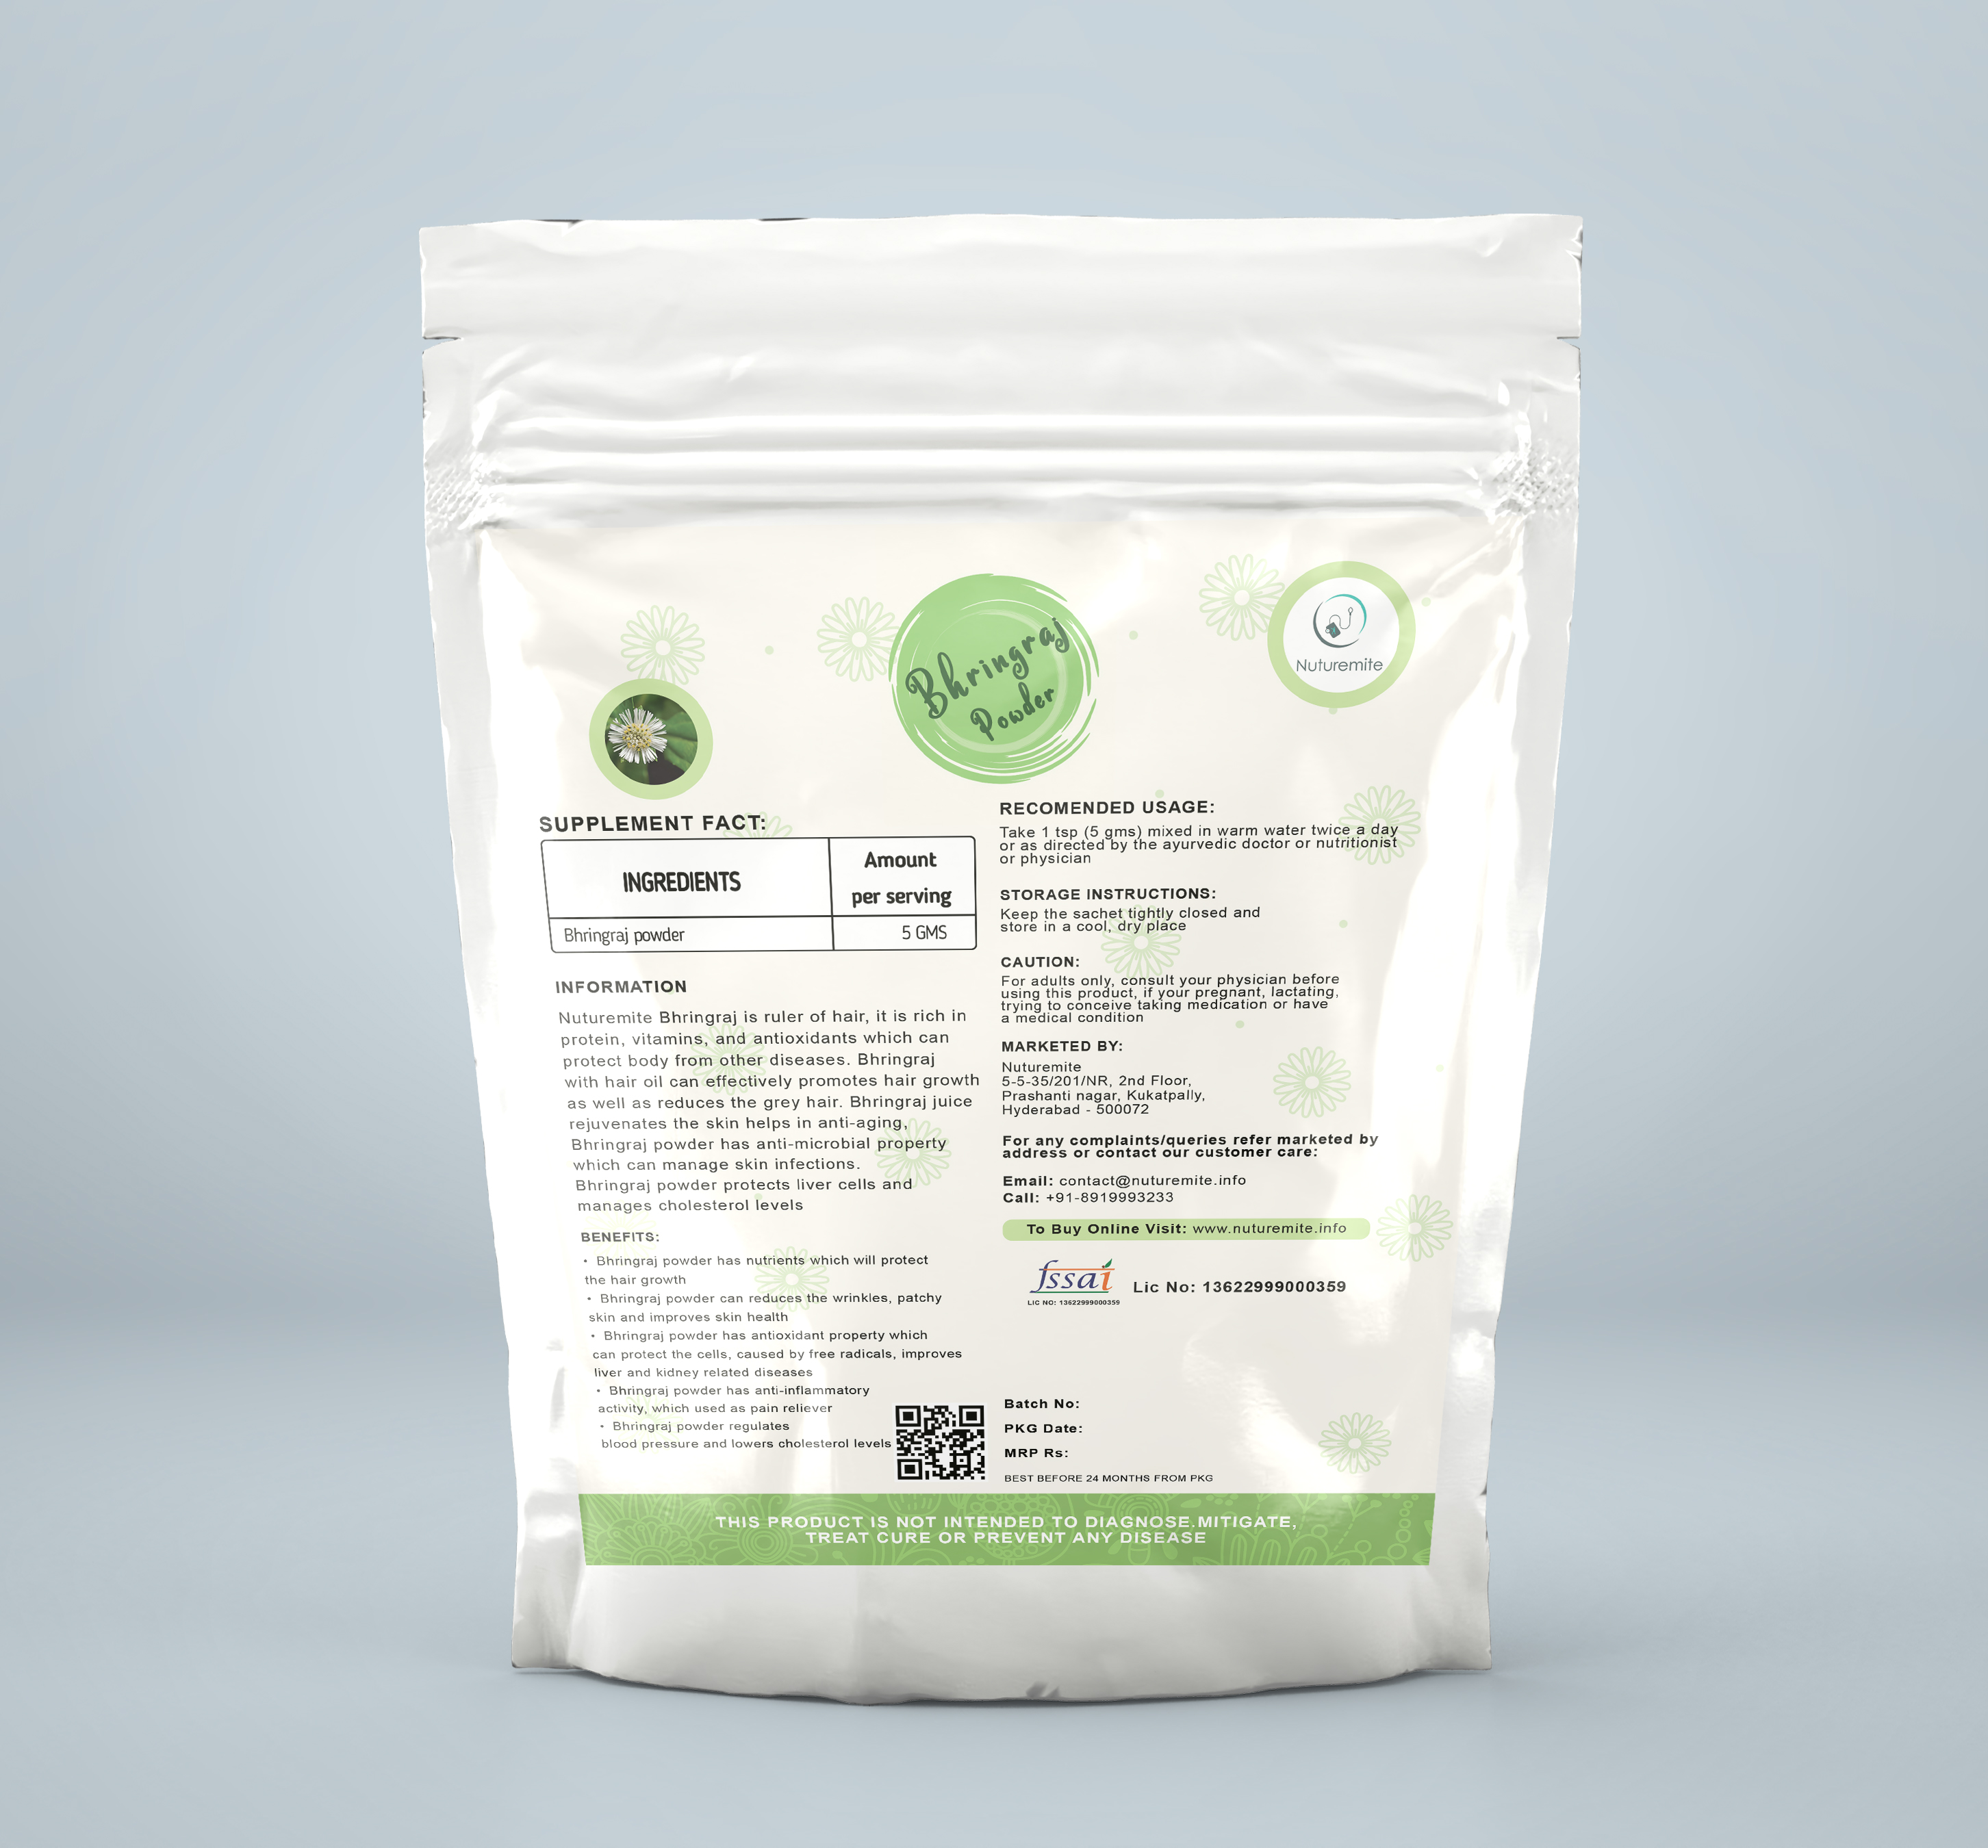 Bhringraj
Powder
Nuturemite
SUPPLEMENT FACT:
INGREDIENTS
Amount
per serving
Bhringraj powder
5 GMS
INFORMATION
Nuturemite Bhringraj is ruler of hair, it is rich in
protein, vitamins, and antioxidants which can
protect body from other diseases. Bhringraj
with hair oil can effectively promotes hair growth
as well as reduces the grey hair. Bhringraj juice
rejuvenates the skin helps in anti-aging,
Bhringraj powder has anti-microbial property
which can manage skin infections.
Bhringraj powder protects liver cells and
manages cholesterol levels
BENEFITS:
• Bhringraj powder has nutrients which will protect
the hair growth
• Bhringraj powder can reduces the wrinkles, patchy
skin and improves skin health
• Bhringraj powder has antioxidant property which
can protect the cells, caused by free radicals, improves
liver and kidney related diseases
• Bhringraj powder has anti-inflammatory
activity, which used as pain reliever
• Bhringraj powder regulates
blood pressure and lowers cholesterol levels
RECOMENDED USAGE:
Take 1 tsp (5 gms) mixed in warm water twice a day
or as directed by the ayurvedic doctor or nutritionist
or physician
STORAGE INSTRUCTIONS:
Keep the sachet tightly closed and
store in a cool, dry place
CAUTION:
For adults only, consult your physician before
using this product, if your pregnant, lactating,
trying to conceive taking medication or have
a medical condition
MARKETED BY:
Nuturemite
5-5-35/201/NR, 2nd Floor,
Prashanti nagar, Kukatpally,
Hyderabad - 500072
For any complaints/queries refer marketed by
address or contact our customer care:
Email: contact@nuturemite.info
Call: +91-8919993233
To Buy Online Visit: www.nuturemite.info
fssai
LIC NO: 13622999000359
Lic No: 13622999000359
Batch No:
PKG Date:
MRP Rs:
BEST BEFORE 24 MONTHS FROM PKG
THIS PRODUCT IS NOT INTENDED TO DIAGNOSE.MITIGATE,
TREAT CURE OR PREVENT ANY DISEASE